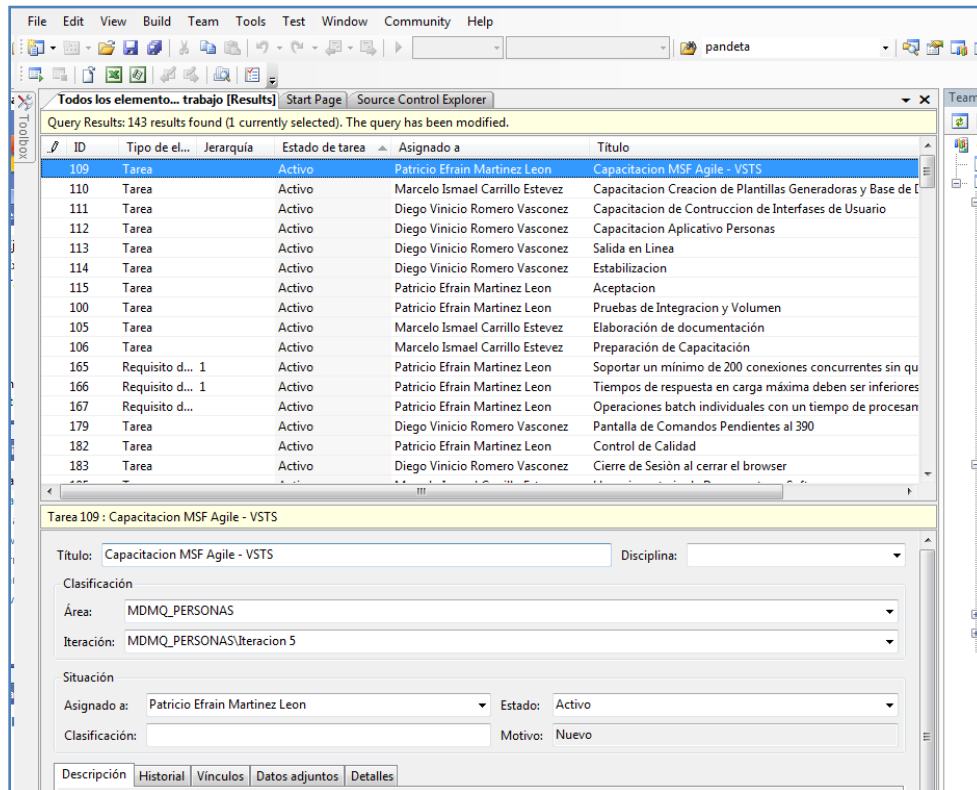 File Edit View Build Team Tools Test Window Community Help
pandeta
Todos los elemento... trabajo [Results] Start Page Source Control Explorer
Team
Toolbox
Query Results: 143 results found (1 currently selected). The query has been modified.
ID Tipo de el... Jerarquía Estado de tarea Asignado a Título
109 Tarea Activo Patricio Efrain Martinez Leon Capacitacion MSF Agile - VSTS
110 Tarea Activo Marcelo Ismael Carrillo Estevez Capacitacion Creacion de Plantillas Generadoras y Base de
111 Tarea Activo Diego Vinicio Romero Vasconez Capacitacion de Contruccion de Interfases de Usuario
112 Tarea Activo Diego Vinicio Romero Vasconez Capacitacion Aplicativo Personas
113 Tarea Activo Diego Vinicio Romero Vasconez Salida en Linea
114 Tarea Activo Diego Vinicio Romero Vasconez Estabilizacion
115 Tarea Activo Patricio Efrain Martinez Leon Aceptacion
100 Tarea Activo Patricio Efrain Martinez Leon Pruebas de Integracion y Volumen
105 Tarea Activo Marcelo Ismael Carrillo Estevez Elaboración de documentación
106 Tarea Activo Marcelo Ismael Carrillo Estevez Preparación de Capacitación
165 Requisito d... 1 Activo Patricio Efrain Martinez Leon Soportar un mínimo de 200 conexiones concurrentes sin qu
166 Requisito d... 1 Activo Patricio Efrain Martinez Leon Tiempos de respuesta en carga máxima deben ser inferiores
167 Requisito d... Activo Patricio Efrain Martinez Leon Operaciones batch individuales con un tiempo de procesam
179 Tarea Activo Diego Vinicio Romero Vasconez Pantalla de Comandos Pendientes al 390
182 Tarea Activo Patricio Efrain Martinez Leon Control de Calidad
183 Tarea Activo Diego Vinicio Romero Vasconez Cierre de Sesiòn al cerrar el browser
Tarea 109 : Capacitacion MSF Agile - VSTS
Título: Capacitacion MSF Agile - VSTS Disciplina:
Clasificación
Área: MDMQ_PERSONAS
Iteración: MDMQ_PERSONAS\Iteracion 5
Situación
Asignado a: Patricio Efrain Martinez Leon Estado: Activo
Clasificación: Motivo: Nuevo
Descripción Historial Vínculos Datos adjuntos Detalles